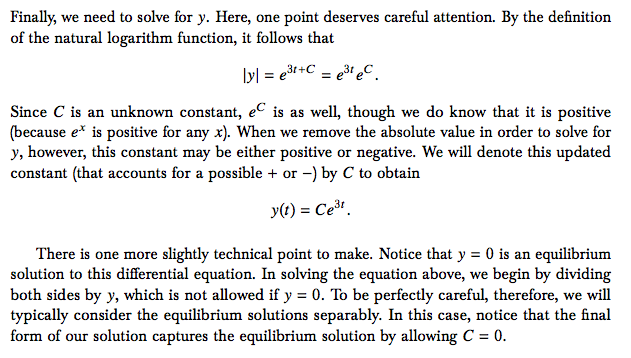 Finally, we need to solve for y. Here, one point deserves careful attention. By the definition
of the natural logarithm function, it follows that
|y| = e^{3t+C} = e^{3t}e^C.
Since C is an unknown constant, e^C is as well, though we do know that it is positive
(because e^x is positive for any x). When we remove the absolute value in order to solve for
y, however, this constant may be either positive or negative. We will denote this updated
constant (that accounts for a possible + or −) by C to obtain
y(t) = Ce^{3t}.
There is one more slightly technical point to make. Notice that y = 0 is an equilibrium
solution to this differential equation. In solving the equation above, we begin by dividing
both sides by y, which is not allowed if y = 0. To be perfectly careful, therefore, we will
typically consider the equilibrium solutions separably. In this case, notice that the final
form of our solution captures the equilibrium solution by allowing C = 0.